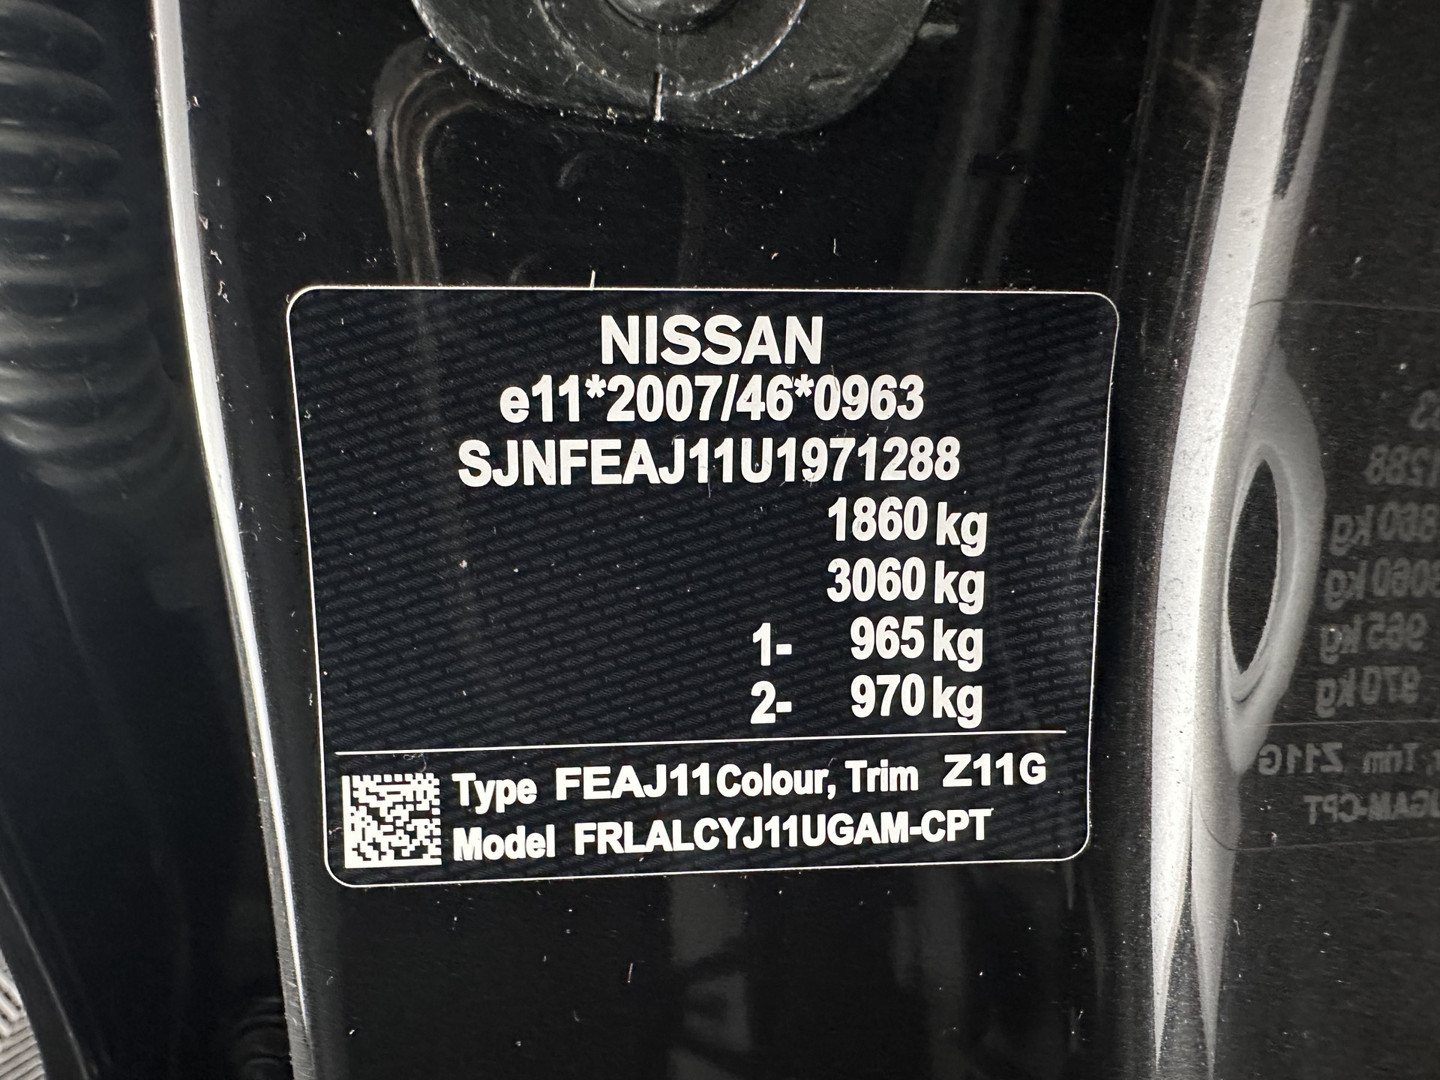 NISSAN
e11*2007/46*0963
SJNFEAJ11U1971288
1860 kg
3060 kg
1- 965 kg
2- 970 kg
Type FEAJ11 Colour, Trim Z11G
Model FRLALCYJ11UGAM-CPT